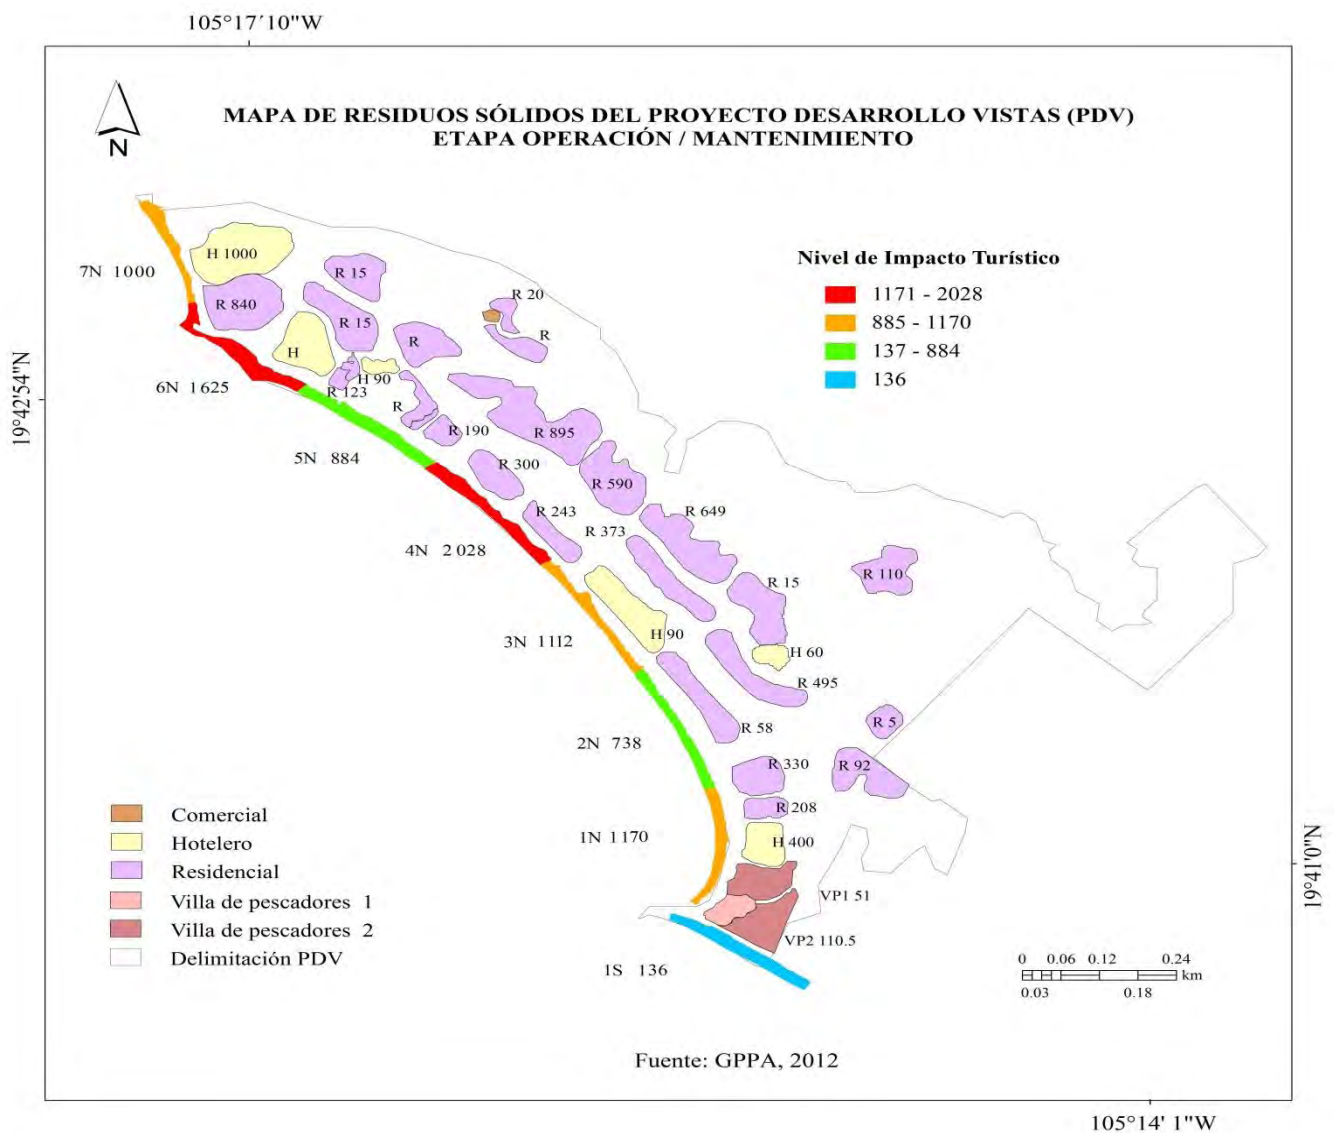 105°17´10"W
MAPA DE RESIDUOS SÓLIDOS DEL PROYECTO DESARROLLO VISTAS (PDV)
ETAPA OPERACIÓN / MANTENIMIENTO
N
Nivel de Impacto Turístico
1171 - 2028
885 - 1170
137 - 884
136
H 1000
7N 1000
R 15
R 20
R 840
R 15
R
R
H
H 90
R 123
6N 1625
R
19°42'54"N
R 190
R 895
5N 884
R 300
R 590
R 243
R 649
R 373
4N 2 028
R 110
R 15
3N 1112
H 90
H 60
R 495
R 5
R 58
2N 738
R 330
R 92
R 208
1N 1170
H 400
19°41'0"N
VP1 51
VP2 110.5
1S 136
Comercial
Hotelero
Residencial
Villa de pescadores 1
Villa de pescadores 2
Delimitación PDV
0 0.06 0.12 0.24
km
0.03 0.18
Fuente: GPPA, 2012
105°14' 1"W